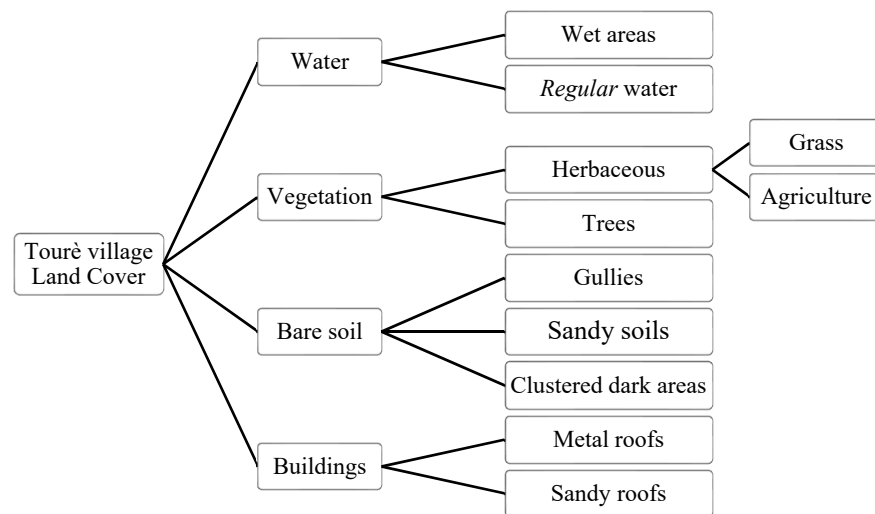 Tourè village
Land Cover
Water
Wet areas
Regular water
Vegetation
Herbaceous
Grass
Agriculture
Trees
Bare soil
Gullies
Sandy soils
Clustered dark areas
Buildings
Metal roofs
Sandy roofs